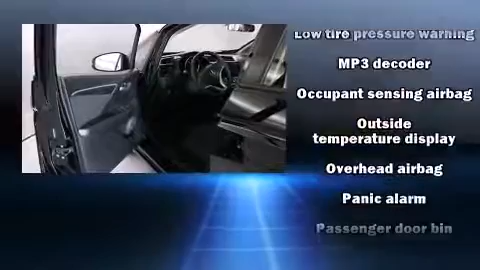 Low tire pressure warning
MP3 decoder
Occupant sensing airbag
Outside
temperature display
Overhead airbag
Panic alarm
Passenger door bin